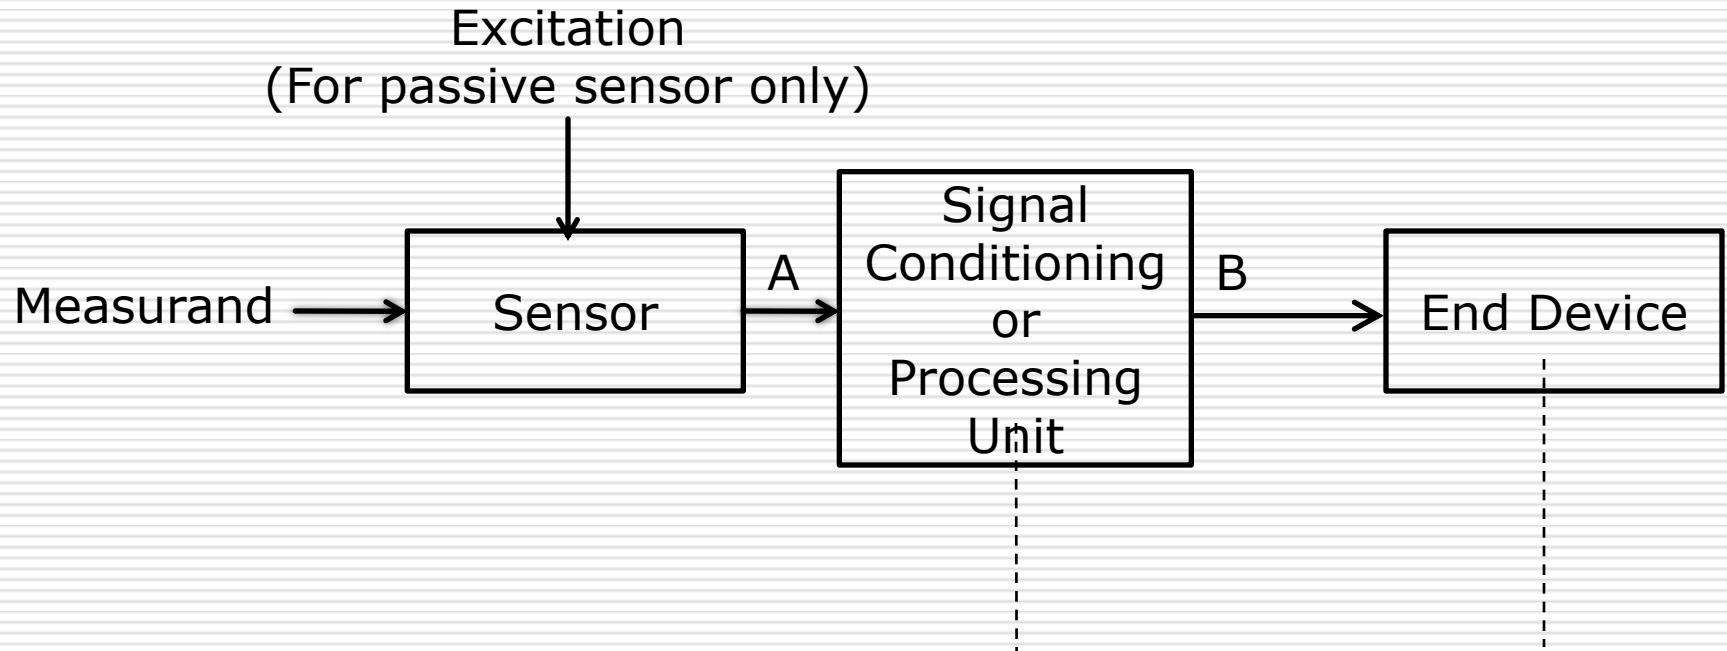 Excitation
(For passive sensor only)
Measurand
Sensor
A
Signal
Conditioning
or
Processing
Unit
B
End Device